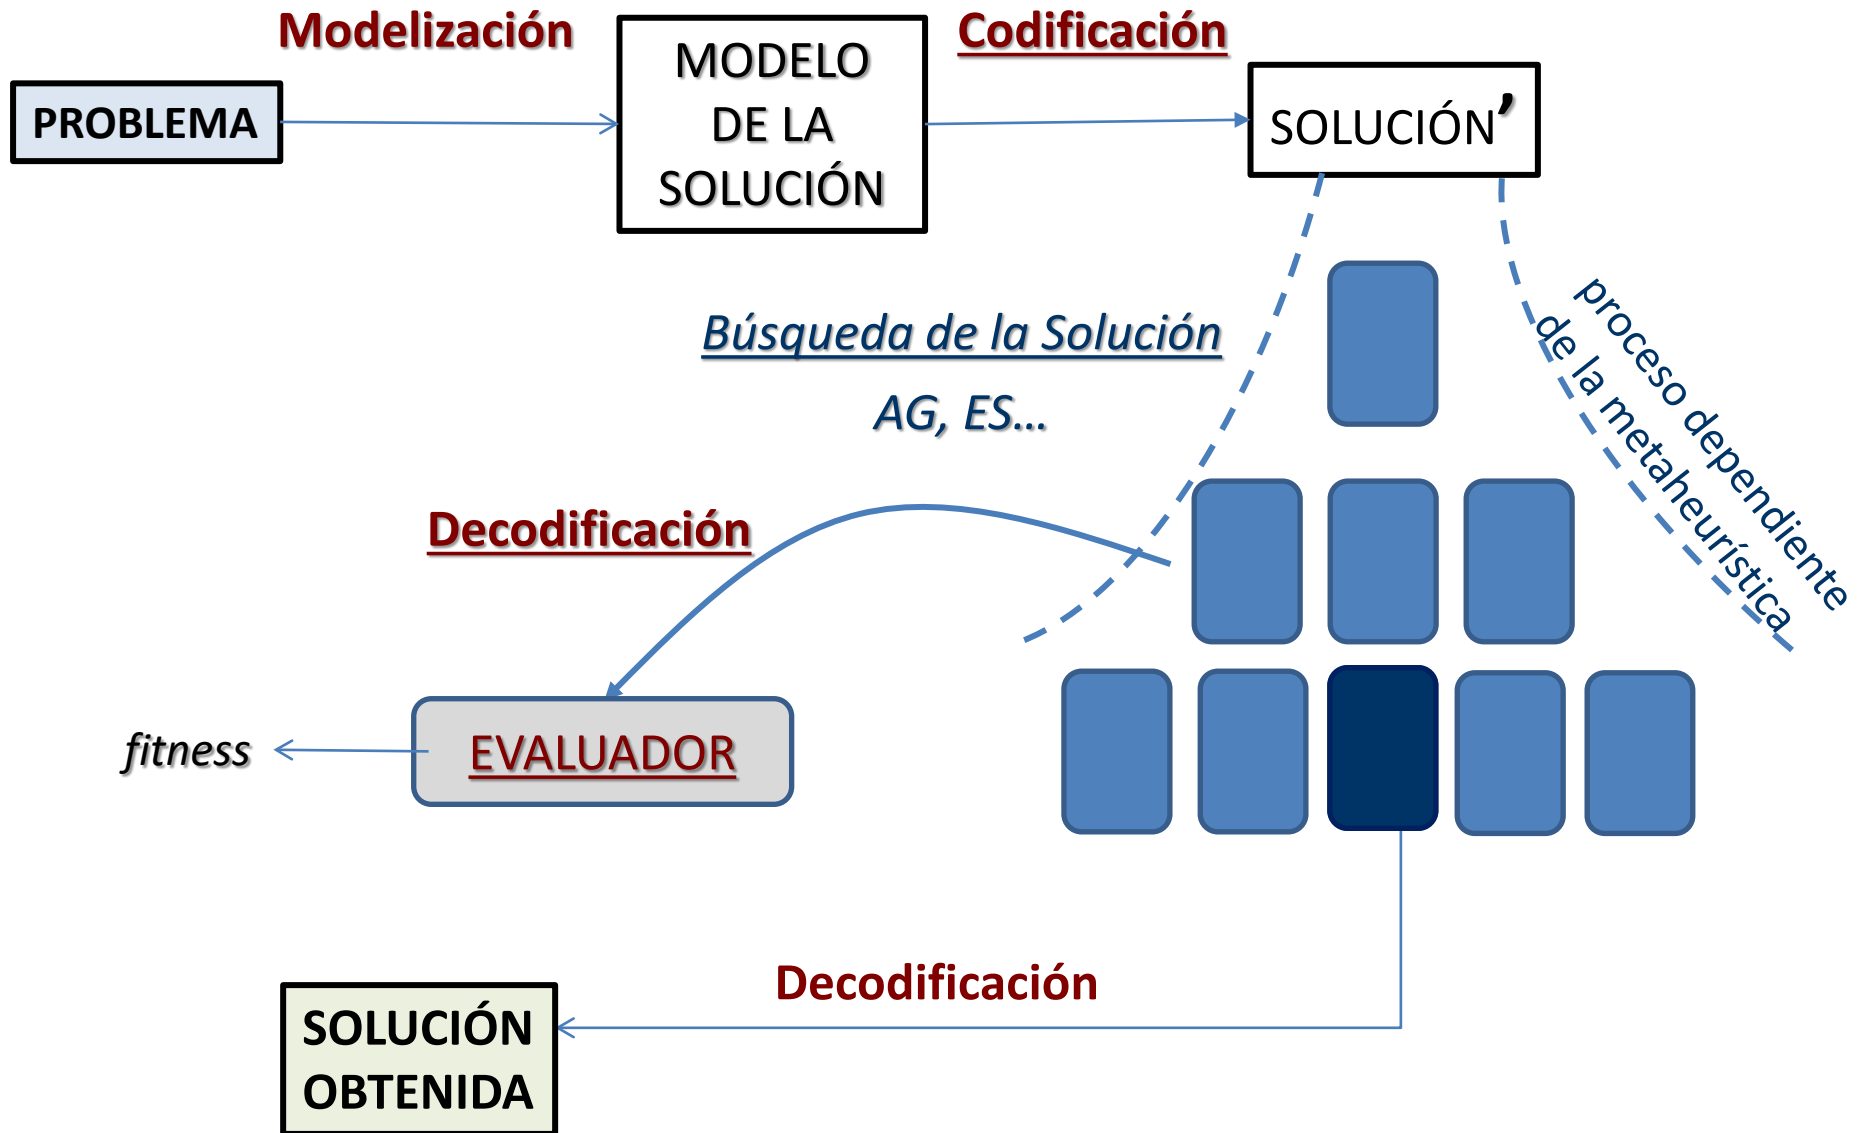 Modelización
Codificación
PROBLEMA
MODELO
DE LA
SOLUCIÓN
SOLUCIÓN’
Búsqueda de la Solución
AG, ES...
proceso dependiente
de la metaheurística
Decodificación
fitness
EVALUADOR
Decodificación
SOLUCIÓN
OBTENIDA